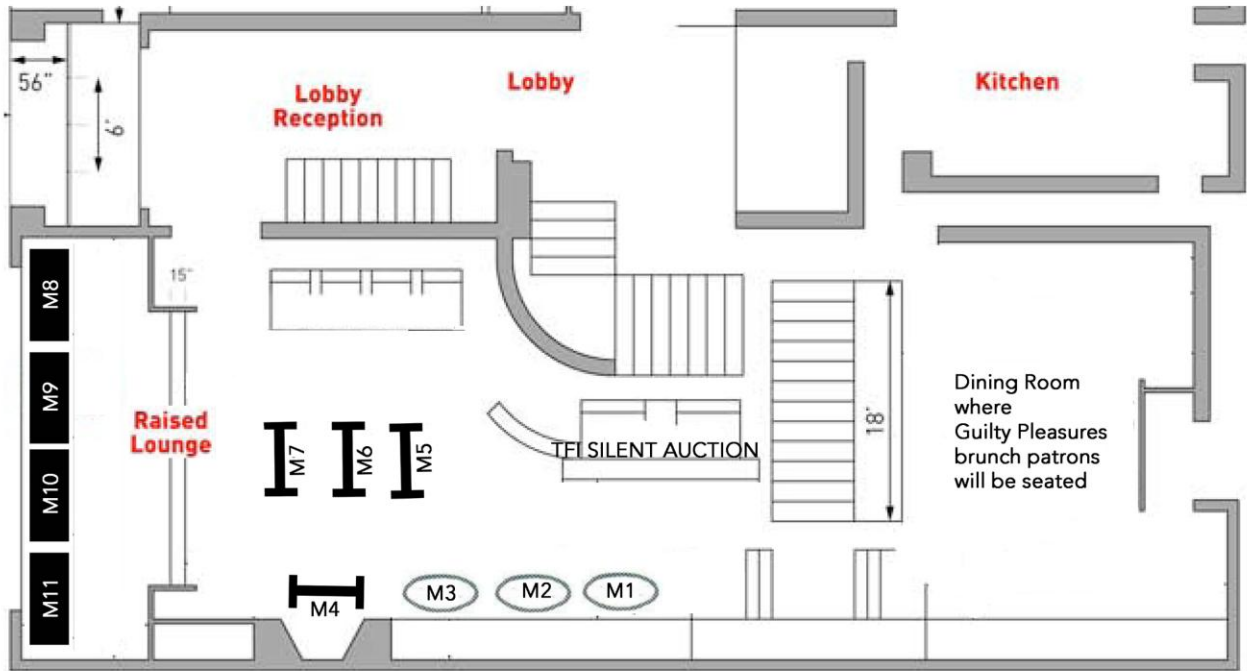 56"
6'
Lobby
Reception
Lobby
Kitchen
15"
M8
M9
M10
M11
Raised
Lounge
M7
M6
M5
TFI SILENT AUCTION
18'
Dining Room
where
Guilty Pleasures
brunch patrons
will be seated
M4
M3
M2
M1